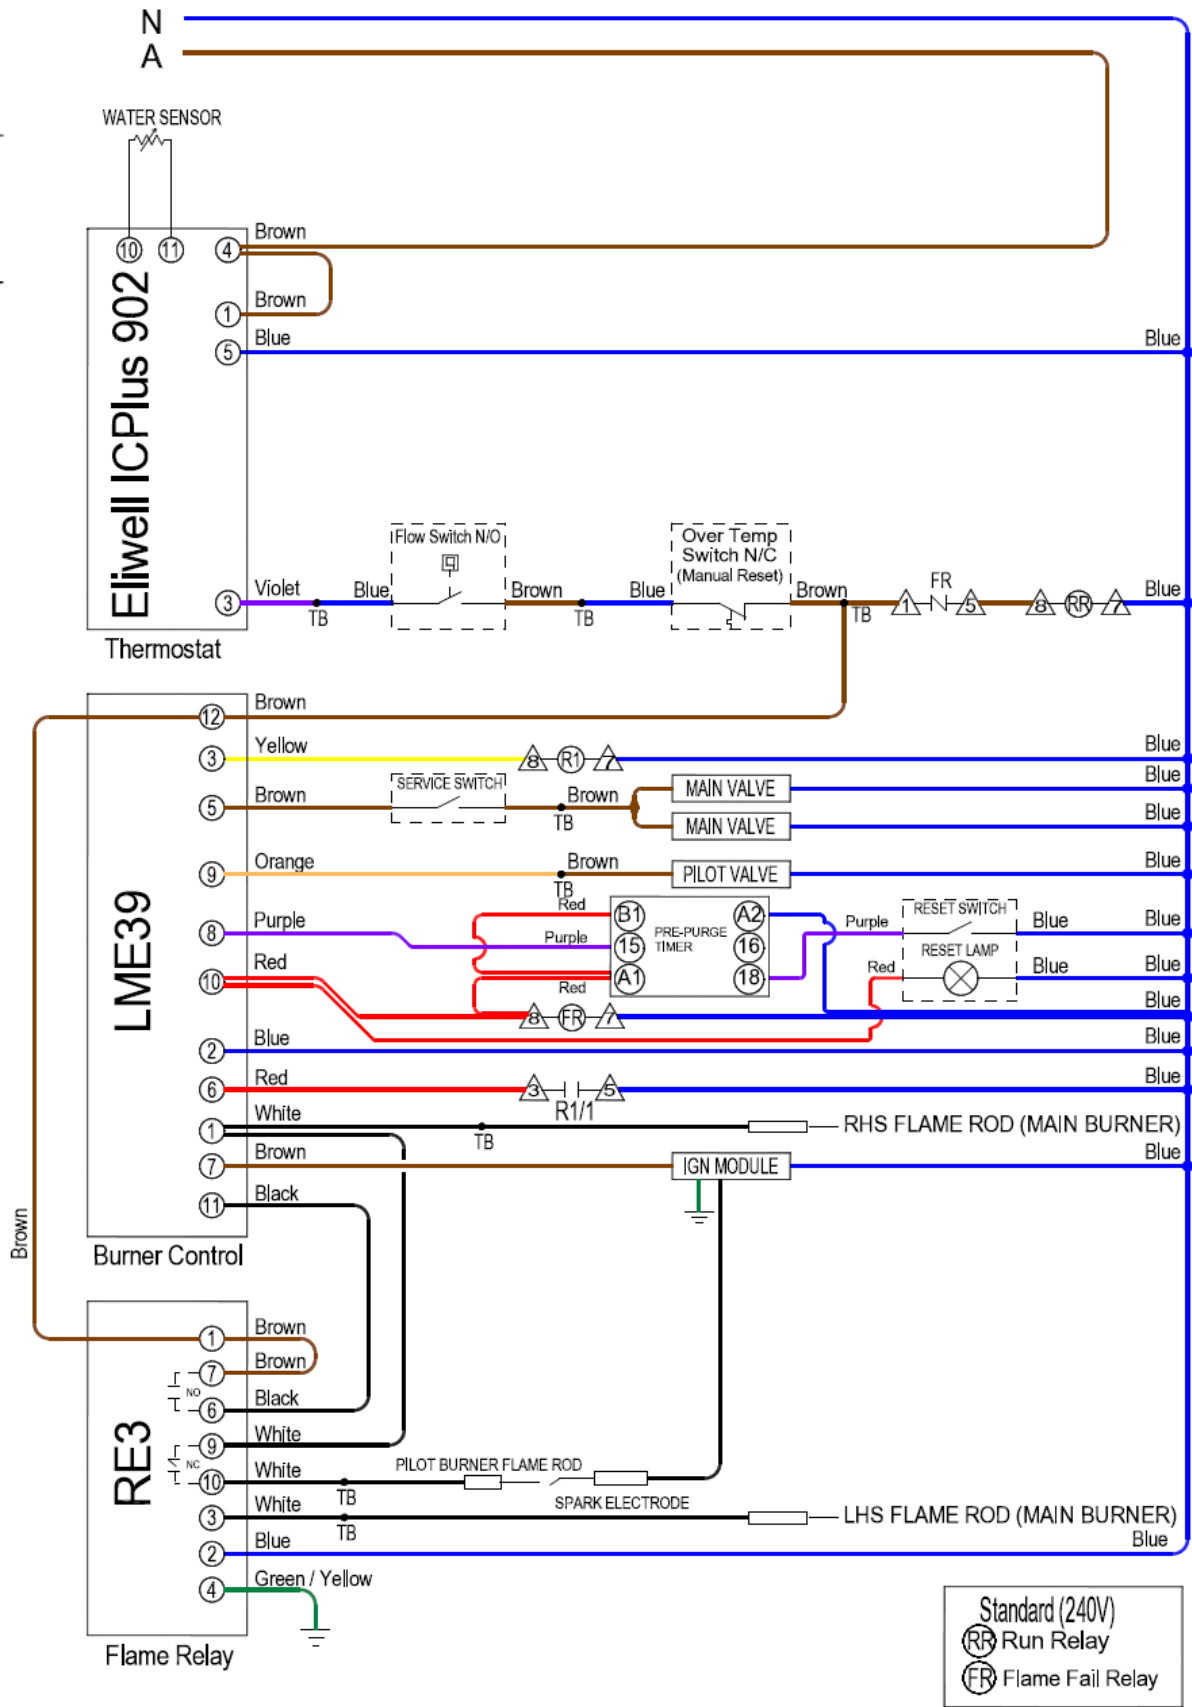 N
A
WATER SENSOR
10 11 4 Brown
1 Brown
5 Blue Blue
Eliwell ICPlus 902
Flow Switch N/O
Over Temp
Switch N/C
(Manual Reset)
3 Violet TB Blue Brown TB Blue Brown TB 1 FR 5 8 RR 7 Blue
Thermostat
12 Brown
3 Yellow 8 R1 7 Blue
5 Brown SERVICE SWITCH TB Brown MAIN VALVE Blue
MAIN VALVE Blue
9 Orange TB Brown PILOT VALVE Blue
LME39
Red B1 A2 RESET SWITCH
8 Purple Purple 15 PRE-PURGE TIMER 16 Purple Blue Blue
Red A1 18 RESET LAMP
10 Red Red Blue Blue
8 FR 7 Blue
2 Blue Blue
6 Red 3 R1/1 5 Blue
1 White TB RHS FLAME ROD (MAIN BURNER)
7 Brown IGN MODULE Blue
11 Black
Brown
Burner Control
1 Brown
7 Brown
NO
6 Black
RE3
9 White
NC
10 White TB PILOT BURNER FLAME ROD
SPARK ELECTRODE
3 White TB LHS FLAME ROD (MAIN BURNER)
2 Blue Blue
4 Green / Yellow
Flame Relay
Standard (240V)
RR Run Relay
FR Flame Fail Relay